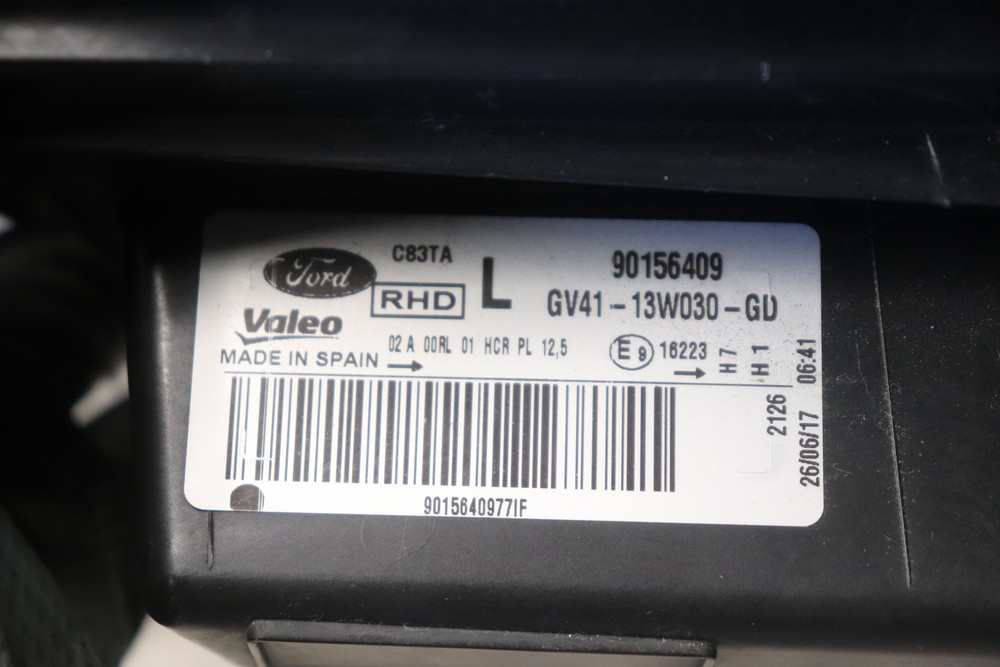 Ford
C83TA
RHD L
90156409
GV41-13W030-GD
Valeo
MADE IN SPAIN
02 A 00RL 01 HCR PL 12,5
E9 16223
H7
H1
2126
26/06/17 06:41
9015640977IF